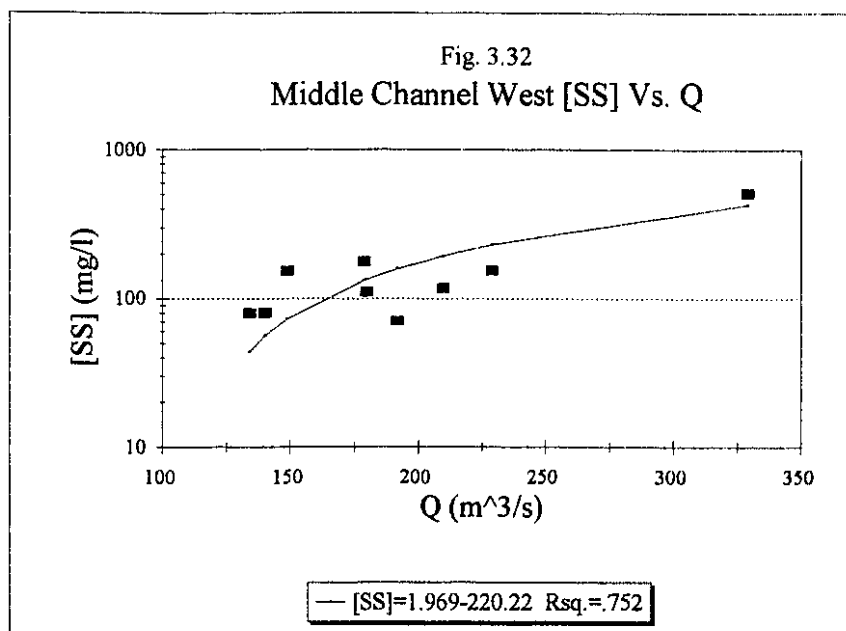 Fig. 3.32
Middle Channel West [SS] Vs. Q
[SS] (mg/l)
1000
100
10
100 150 200 250 300 350
Q (m^3/s)
[SS]=1.969-220.22 Rsq.=.752